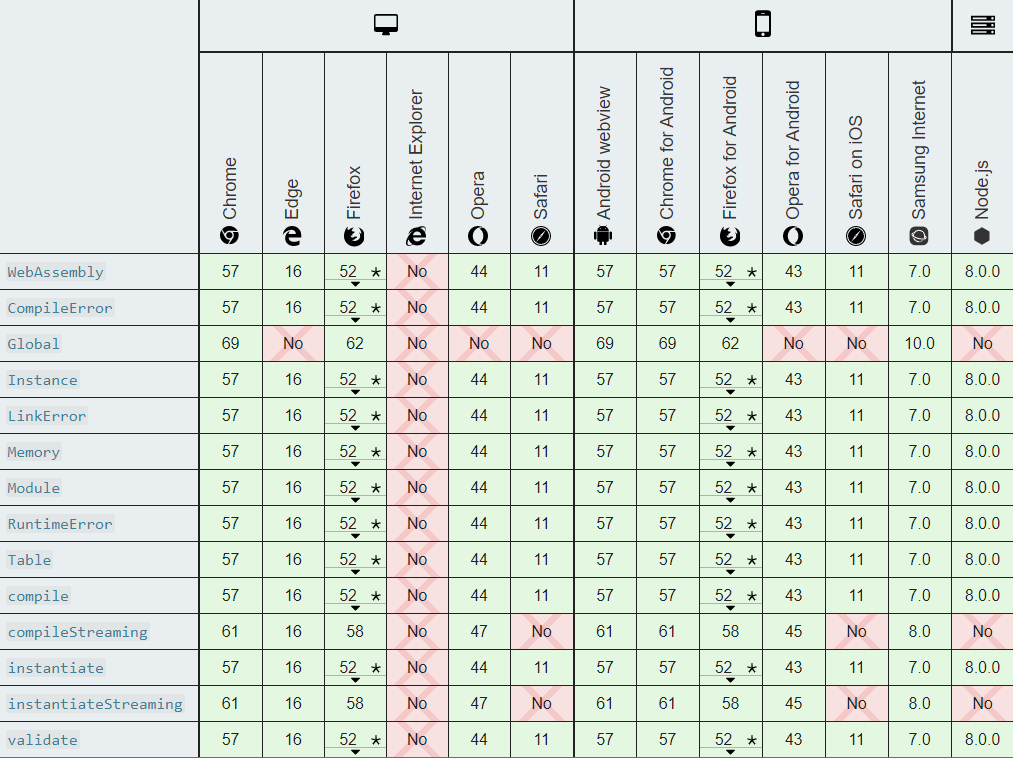 Chrome Edge Firefox Internet Explorer Opera Safari Android webview Chrome for Android Firefox for Android Opera for Android Safari on iOS Samsung Internet Node.js
WebAssembly 57 16 52 * No 44 11 57 57 52 * 43 11 7.0 8.0.0
CompileError 57 16 52 * No 44 11 57 57 52 * 43 11 7.0 8.0.0
Global 69 No 62 No No No 69 69 62 No No 10.0 No
Instance 57 16 52 * No 44 11 57 57 52 * 43 11 7.0 8.0.0
LinkError 57 16 52 * No 44 11 57 57 52 * 43 11 7.0 8.0.0
Memory 57 16 52 * No 44 11 57 57 52 * 43 11 7.0 8.0.0
Module 57 16 52 * No 44 11 57 57 52 * 43 11 7.0 8.0.0
RuntimeError 57 16 52 * No 44 11 57 57 52 * 43 11 7.0 8.0.0
Table 57 16 52 * No 44 11 57 57 52 * 43 11 7.0 8.0.0
compile 57 16 52 * No 44 11 57 57 52 * 43 11 7.0 8.0.0
compileStreaming 61 16 58 No 47 No 61 61 58 45 No 8.0 No
instantiate 57 16 52 * No 44 11 57 57 52 * 43 11 7.0 8.0.0
instantiateStreaming 61 16 58 No 47 No 61 61 58 45 No 8.0 No
validate 57 16 52 * No 44 11 57 57 52 * 43 11 7.0 8.0.0